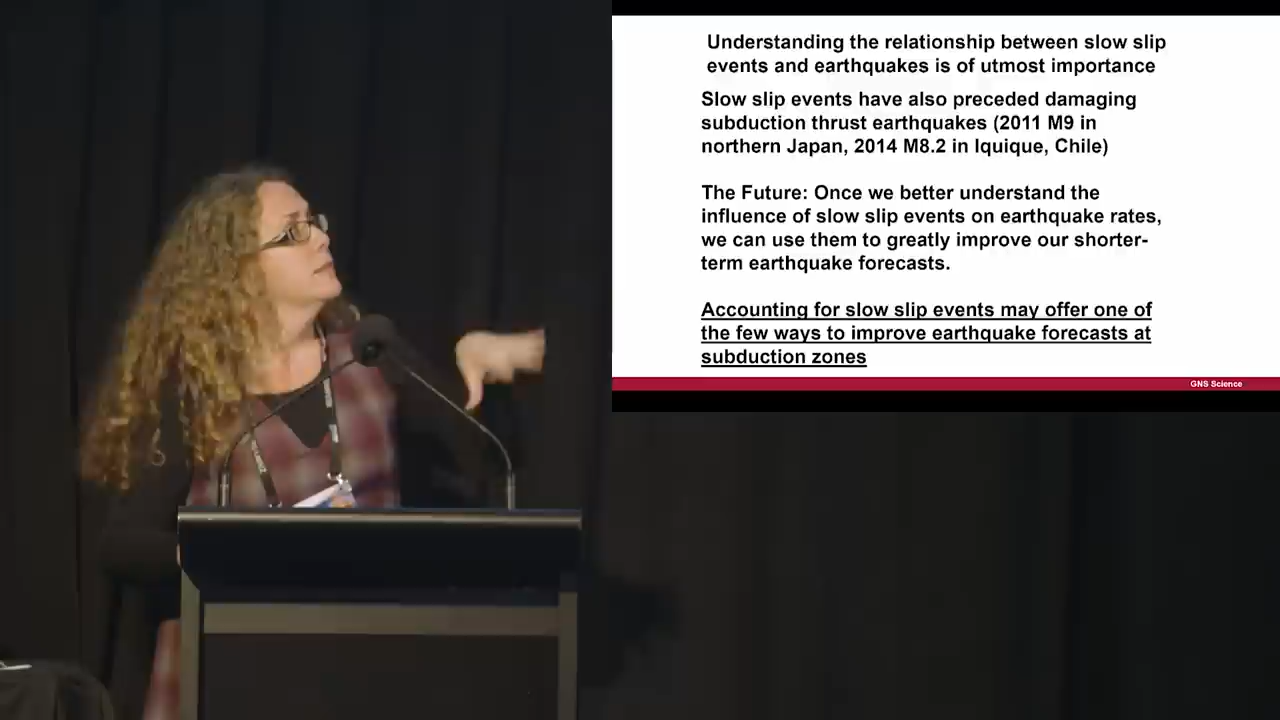 Understanding the relationship between slow slip
events and earthquakes is of utmost importance
Slow slip events have also preceded damaging
subduction thrust earthquakes (2011 M9 in
northern Japan, 2014 M8.2 in Iquique, Chile)
The Future: Once we better understand the
influence of slow slip events on earthquake rates,
we can use them to greatly improve our shorter-
term earthquake forecasts.
Accounting for slow slip events may offer one of
the few ways to improve earthquake forecasts at
subduction zones
GNS Science